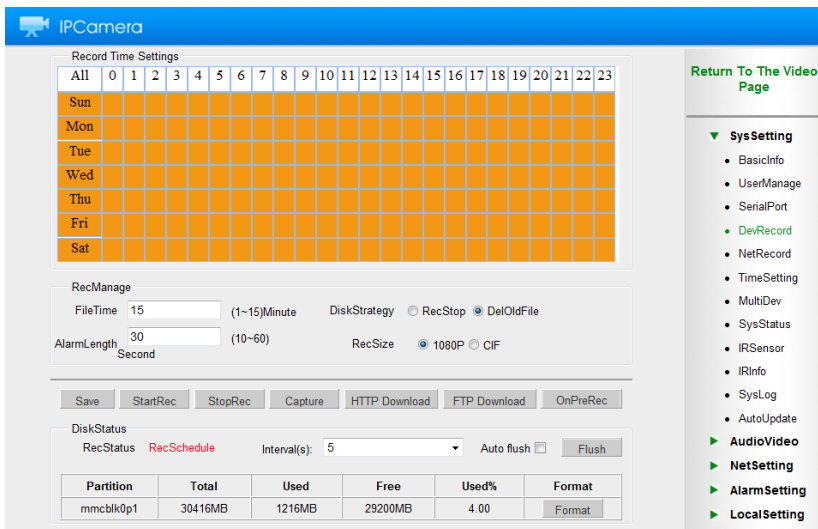 IPCamera
Record Time Settings
All 0 1 2 3 4 5 6 7 8 9 10 11 12 13 14 15 16 17 18 19 20 21 22 23
Sun
Mon
Tue
Wed
Thu
Fri
Sat
RecManage
FileTime 15 (1~15)Minute DiskStrategy RecStop DelOldFile
AlarmLength 30 (10~60) RecSize 1080P CIF
Second
Save StartRec StopRec Capture HTTP Download FTP Download OnPreRec
DiskStatus
RecStatus RecSchedule Interval(s): 5 Auto flush Flush
Partition Total Used Free Used% Format
mmcblk0p1 30416MB 1216MB 29200MB 4.00 Format
Return To The Video
Page
SysSetting
BasicInfo
UserManage
SerialPort
DevRecord
NetRecord
TimeSetting
MultiDev
SysStatus
IRSensor
IRInfo
SysLog
AutoUpdate
AudioVideo
NetSetting
AlarmSetting
LocalSetting